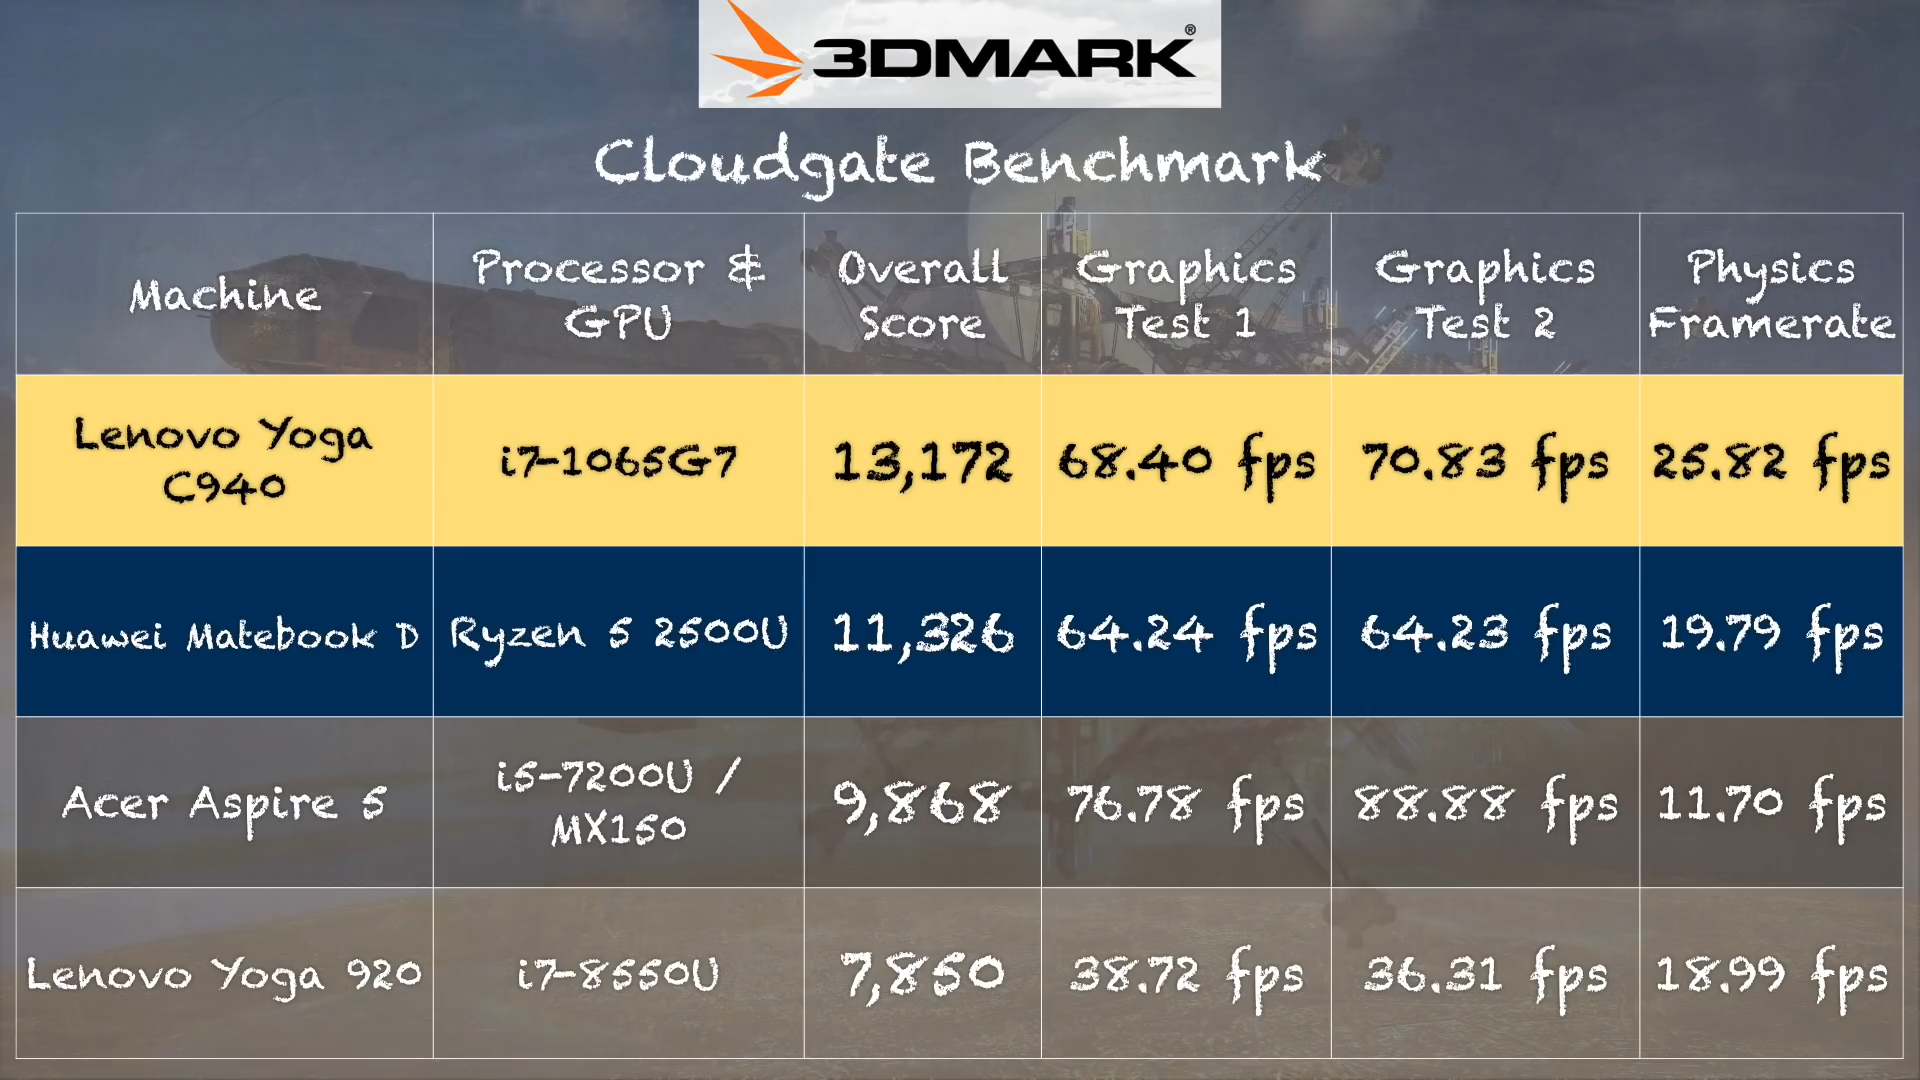 3DMARK®
Cloudgate Benchmark
Machine
Processor &
GPU
Overall
Score
Graphics
Test 1
Graphics
Test 2
Physics
Framerate
Lenovo Yoga
C940
i7-1065G7
13,172
68.40 fps
70.83 fps
25.82 fps
Huawei Matebook D
Ryzen 5 2500U
11,326
64.24 fps
64.23 fps
19.79 fps
Acer Aspire 5
i5-7200U /
MX150
9,868
76.78 fps
88.88 fps
11.70 fps
Lenovo Yoga 920
i7-8550U
7,850
38.72 fps
36.31 fps
18.99 fps